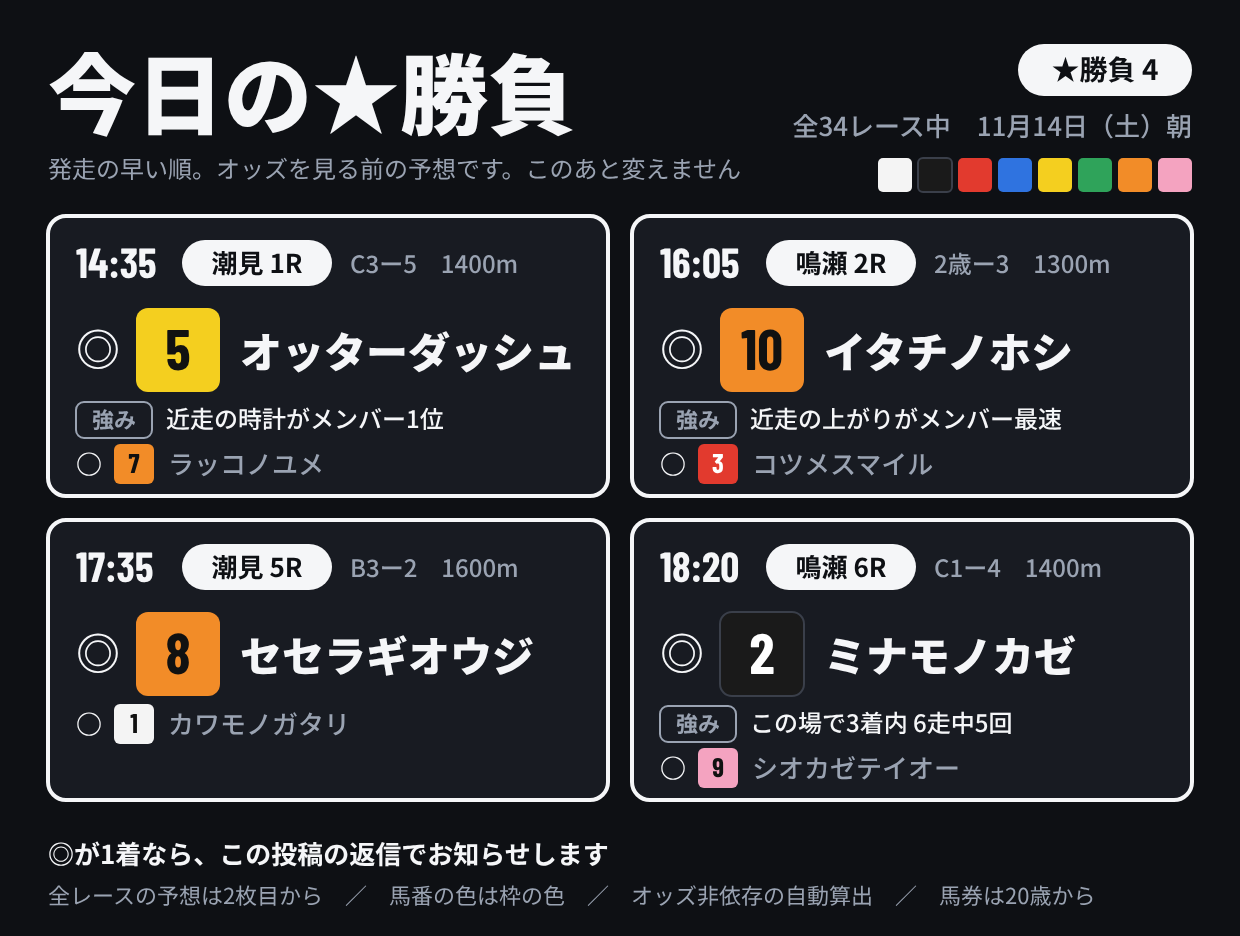 今日の★勝負
★勝負 4
全34レース中　11月14日（土）朝
発走の早い順。オッズを見る前の予想です。このあと変えません
14:35 潮見 1R C3ー5　1400m
◎ 5 オッターダッシュ
強み 近走の時計がメンバー1位
○ 7 ラッコノユメ
16:05 鳴瀬 2R 2歳ー3　1300m
◎ 10 イタチノホシ
強み 近走の上がりがメンバー最速
○ 3 コツメスマイル
17:35 潮見 5R B3ー2　1600m
◎ 8 セセラギオウジ
○ 1 カワモノガタリ
18:20 鳴瀬 6R C1ー4　1400m
◎ 2 ミナモノカゼ
強み この場で3着内 6走中5回
○ 9 シオカゼテイオー
◎が1着なら、この投稿の返信でお知らせします
全レースの予想は2枚目から　／　馬番の色は枠の色　／　オッズ非依存の自動算出　／　馬券は20歳から